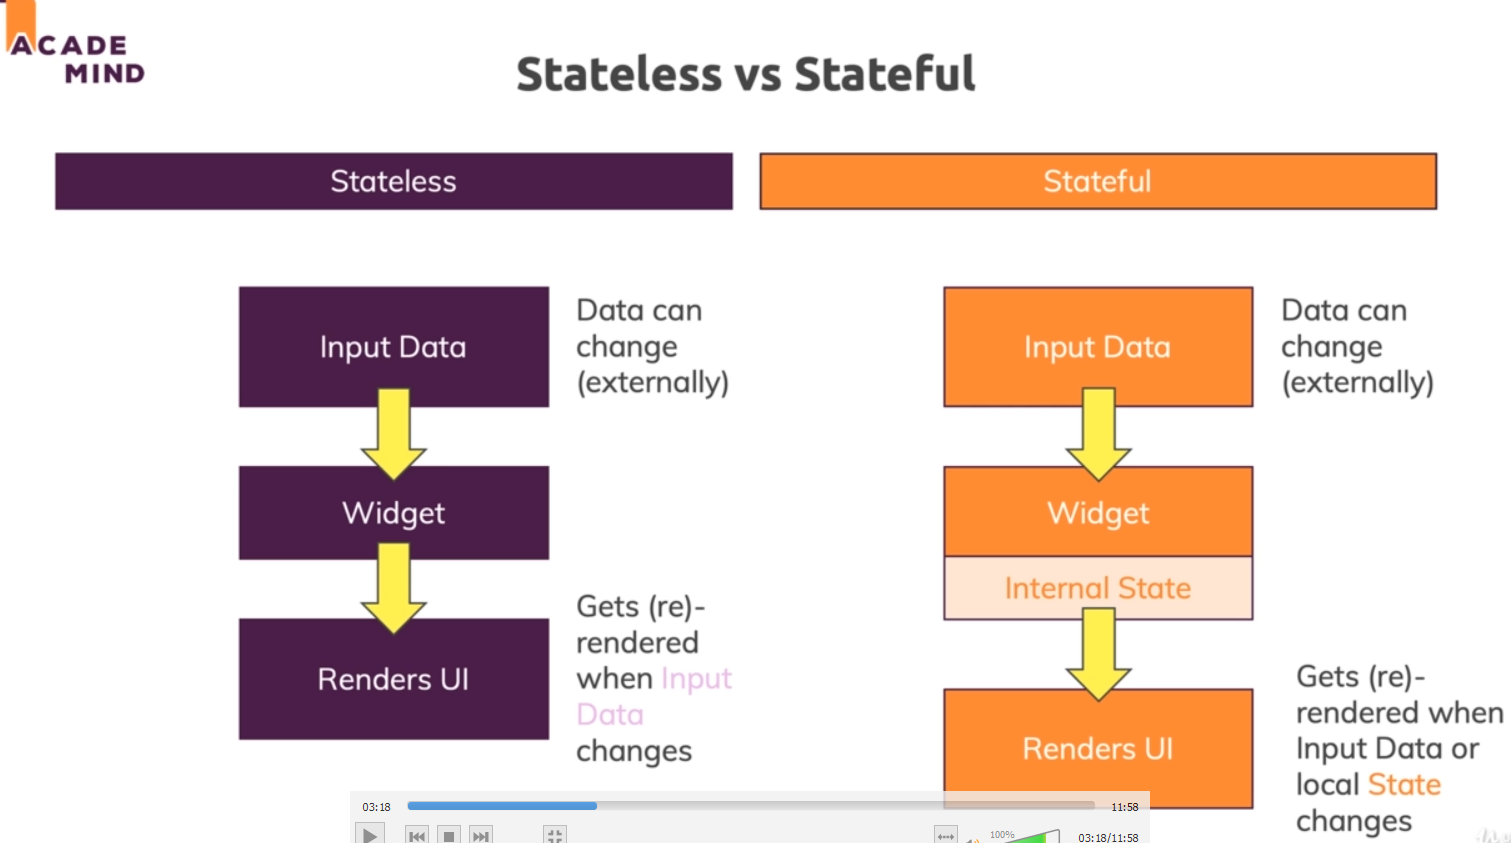 ACADE
MIND
Stateless vs Stateful
Stateless
Stateful
Input Data
Data can
change
(externally)
Widget
Renders UI
Gets (re)-
rendered
when Input
Data
changes
Input Data
Data can
change
(externally)
Widget
Internal State
Renders UI
Gets (re)-
rendered when
Input Data or
local State
changes
03:18
11:58
100%
03:18/11:58